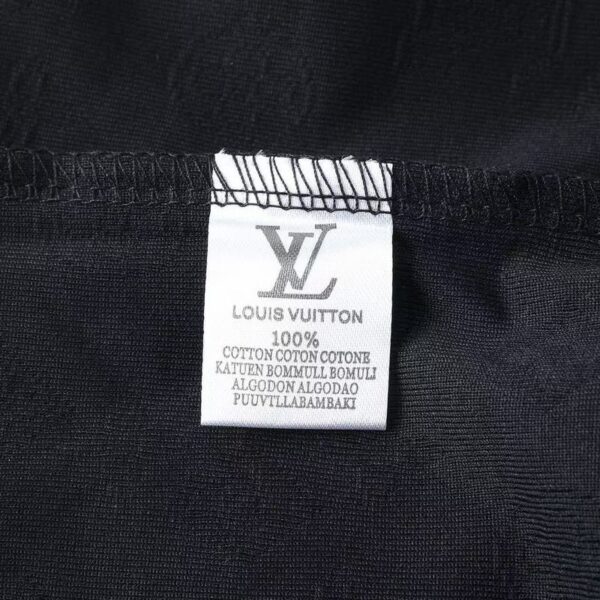 LV
LOUIS VUITTON
100%
COTTON COTON COTONE
KATUEN BOMMULL BOMULI
ALGODON ALGODAO
PUUVTLLABAMBAKI